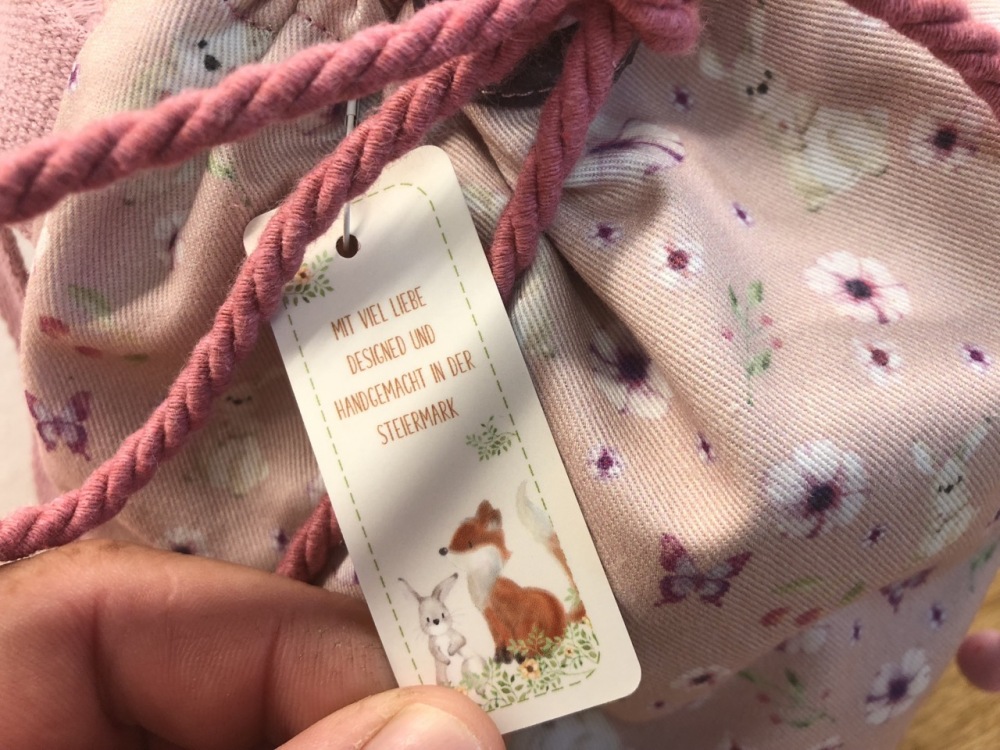 MIT VIEL LIEBE
DESIGNED UND
HANDGEMACHT IN DER
STEIERMARK